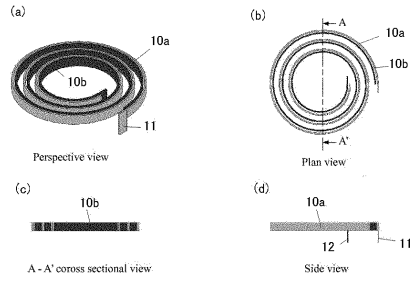 (a)
10a
10b
11
Perspective view
(b)
A
10a
10b
A'
Plan view
(c)
10b
A - A' coross sectional view
(d)
10a
12
11
Side view